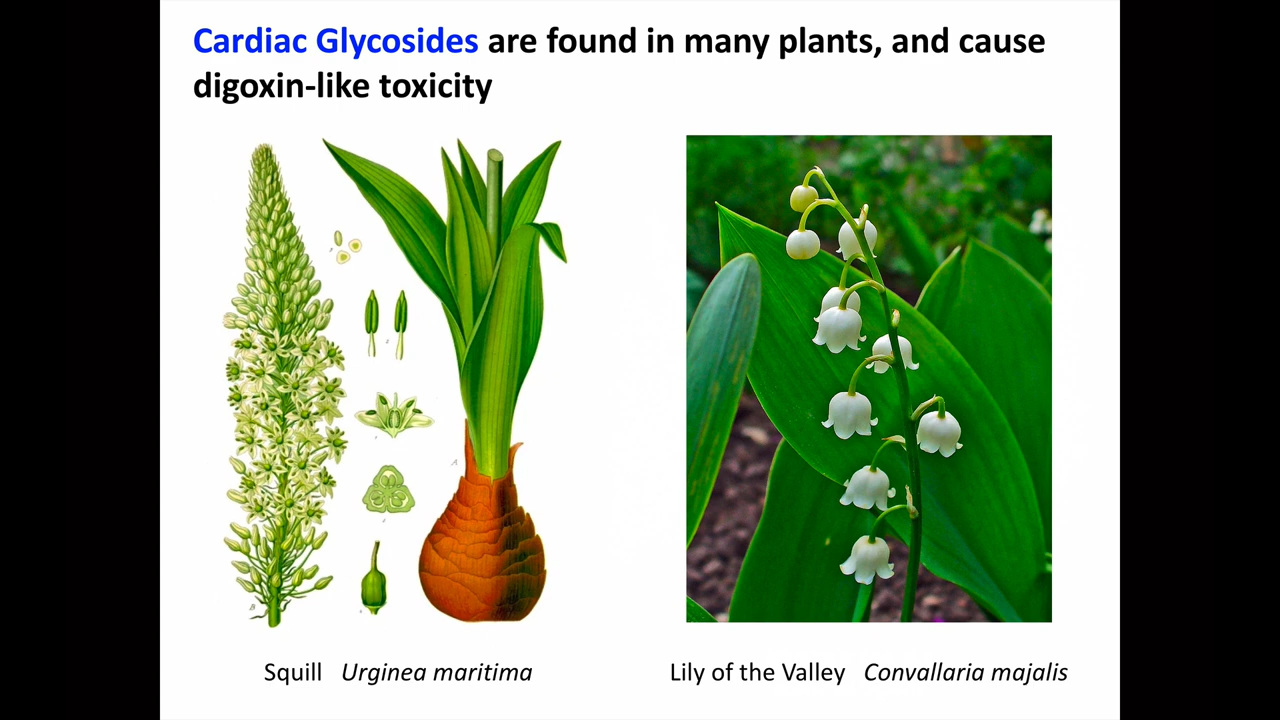 Cardiac Glycosides are found in many plants, and cause
digoxin-like toxicity
Squill Urginea maritima
Lily of the Valley Convallaria majalis